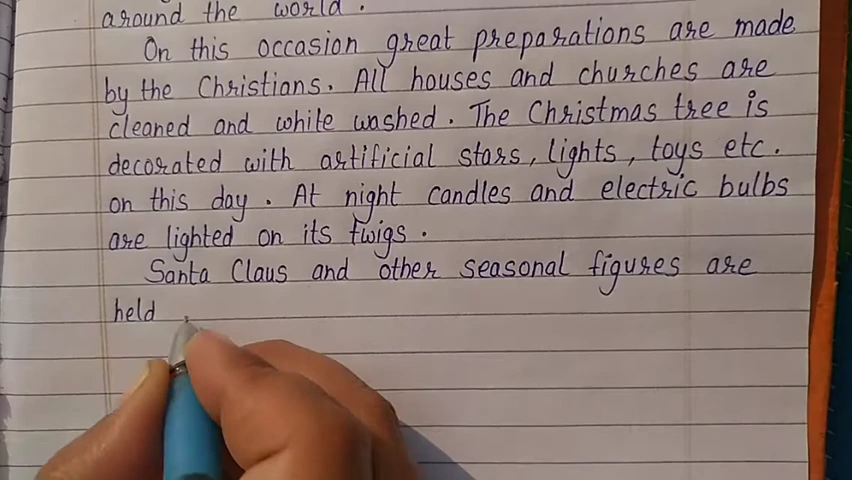 around the world.
On this occasion great preparations are made
by the Christians. All houses and churches are
cleaned and white washed. The Christmas tree is
decorated with artificial stars, lights, toys etc.
on this day. At night candles and electric bulbs
are lighted on its twigs.
Santa Claus and other seasonal figures are
held